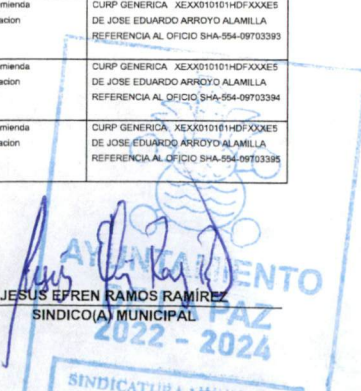 mienda CURP GENERICA XEXX010101HDFXXXE5
acion DE JOSE EDUARDO ARROYO ALAMILLA
REFERENCIA AL OFICIO SHA-554-09703393
mienda CURP GENERICA XEXX010101HDFXXXE5
acion DE JOSE EDUARDO ARROYO ALAMILLA
REFERENCIA AL OFICIO SHA-554-09703394
mienda CURP GENERICA XEXX010101HDFXXXE5
acion DE JOSE EDUARDO ARROYO ALAMILLA
REFERENCIA AL OFICIO SHA-554-09703395
AYUNTAMIENTO
JESUS EFREN RAMOS RAMIREZ
DE LA PAZ
SINDICO(A) MUNICIPAL
2022 - 2024
SINDICATURA